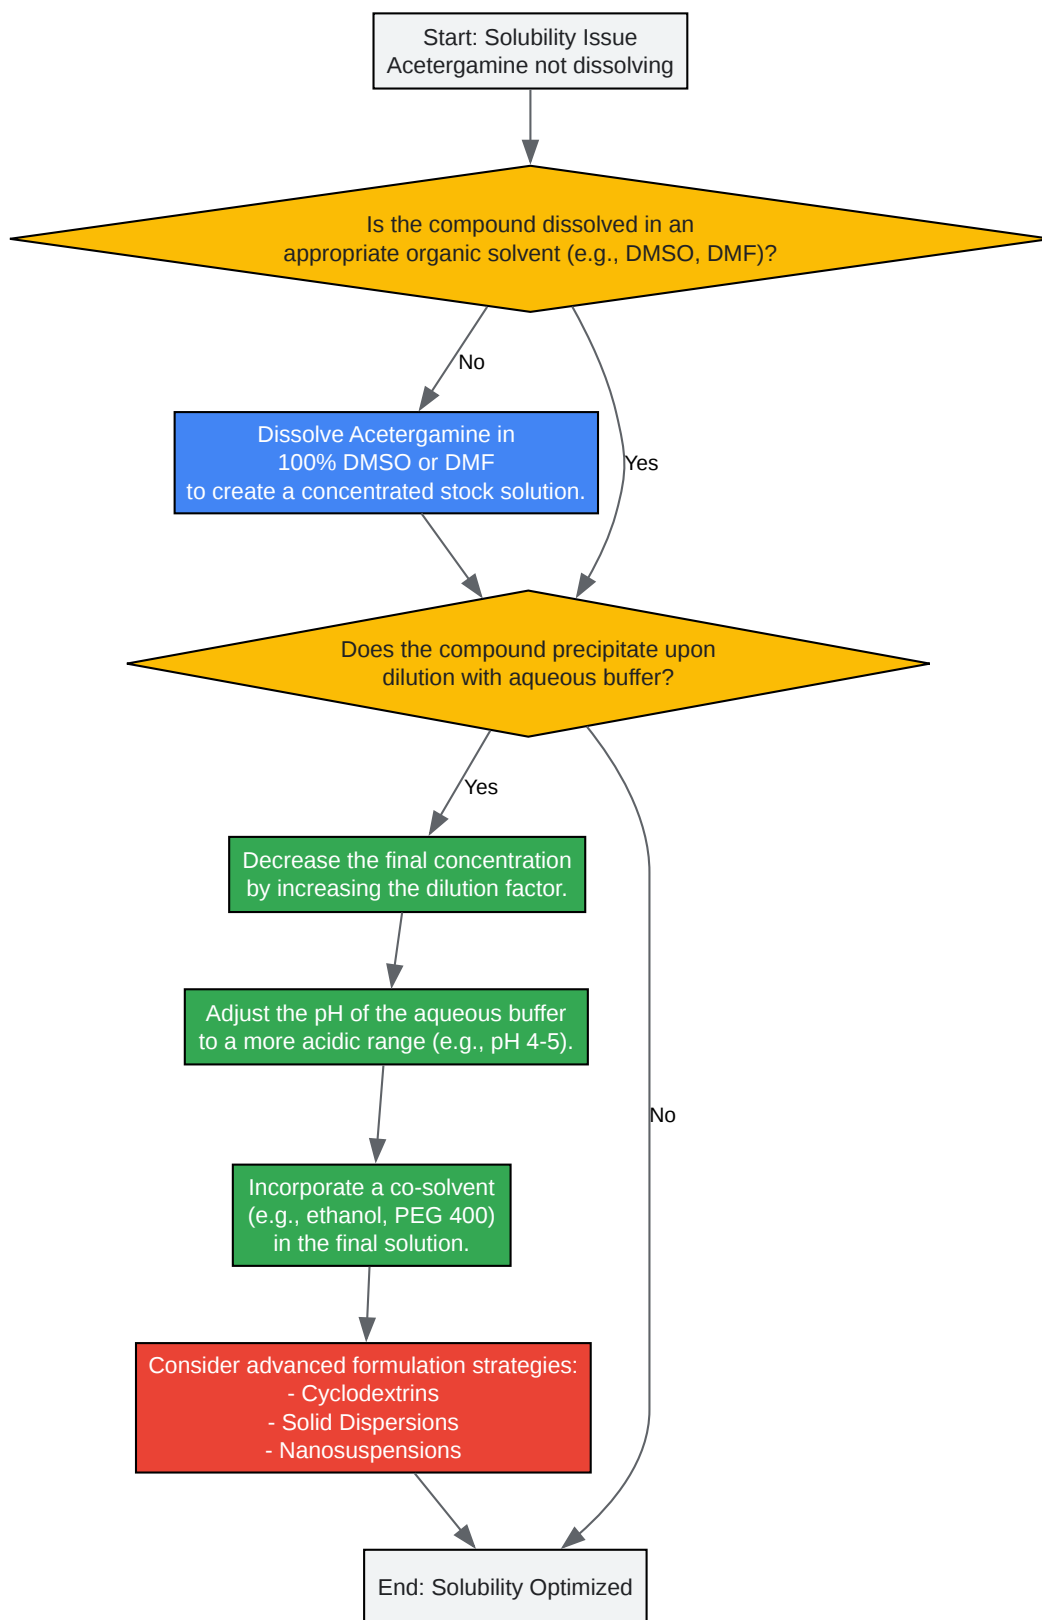 Start: Solubility Issue
Acetergamine not dissolving
Is the compound dissolved in an
appropriate organic solvent (e.g., DMSO, DMF)?
No
Dissolve Acetergamine in
100% DMSO or DMF
to create a concentrated stock solution.
Yes
Does the compound precipitate upon
dilution with aqueous buffer?
Yes
Decrease the final concentration
by increasing the dilution factor.
Adjust the pH of the aqueous buffer
to a more acidic range (e.g., pH 4-5).
No
Incorporate a co-solvent
(e.g., ethanol, PEG 400)
in the final solution.
Consider advanced formulation strategies:
- Cyclodextrins
- Solid Dispersions
- Nanosuspensions
End: Solubility Optimized